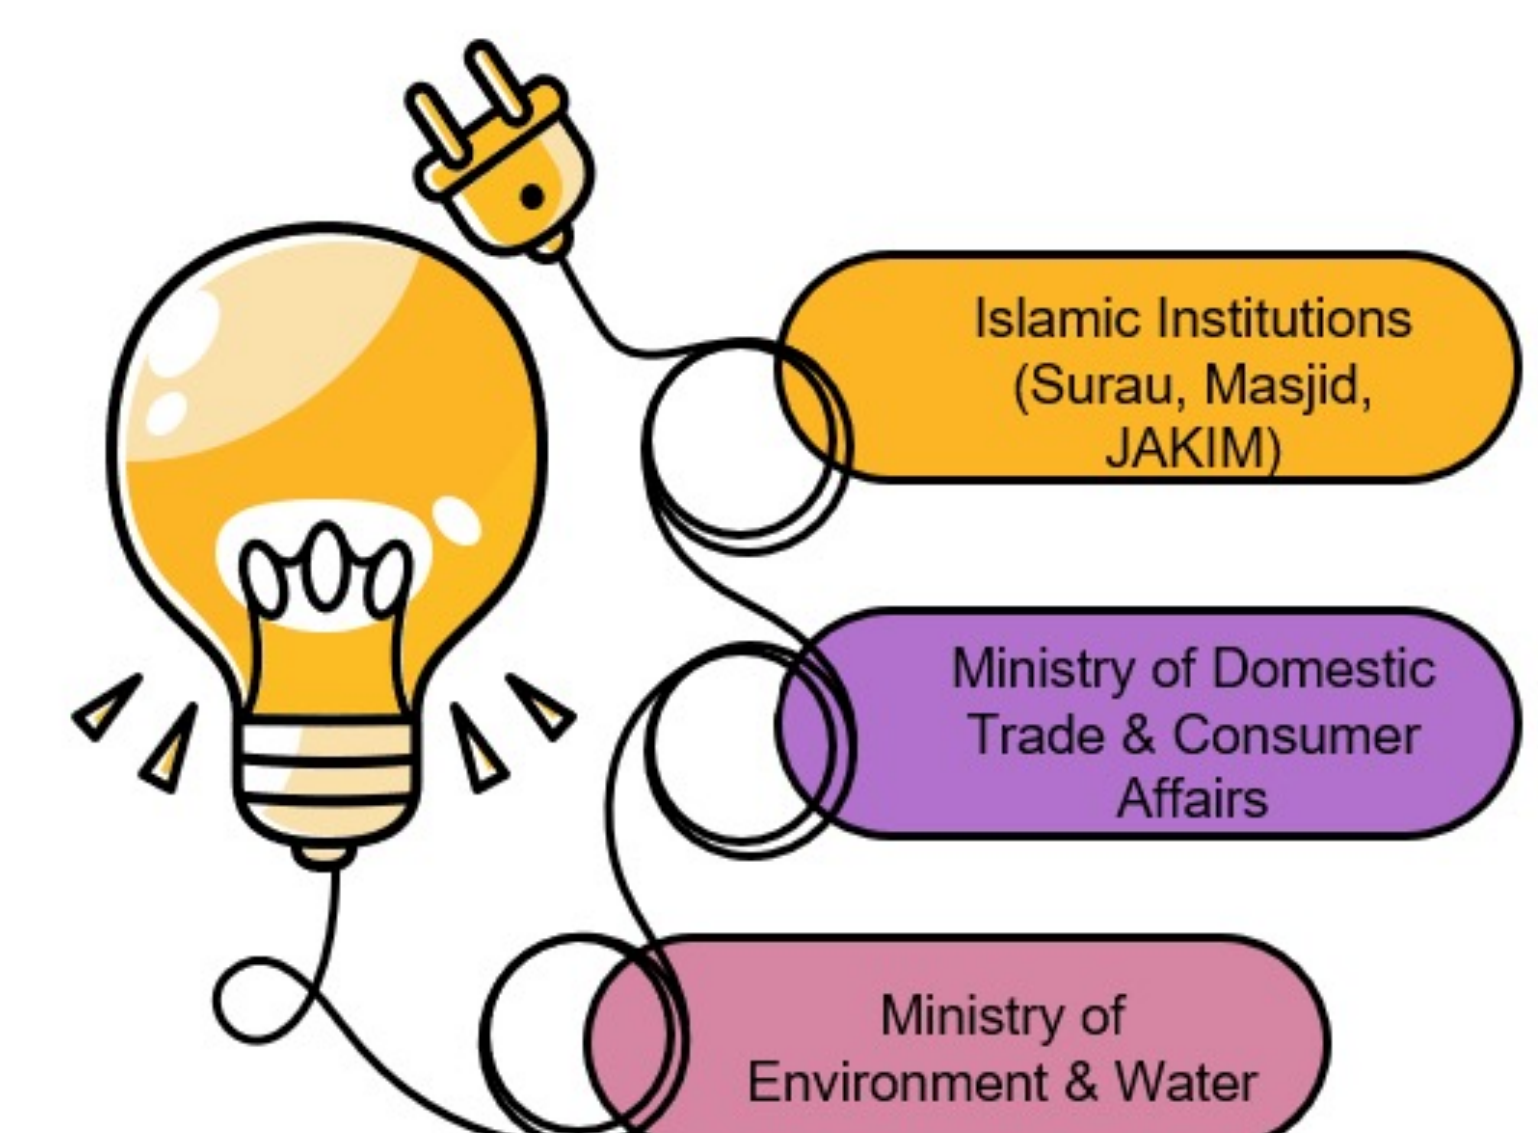 Islamic Institutions
(Surau, Masjid,
JAKIM)
Ministry of Domestic
Trade & Consumer
Affairs
Ministry of
Environment & Water